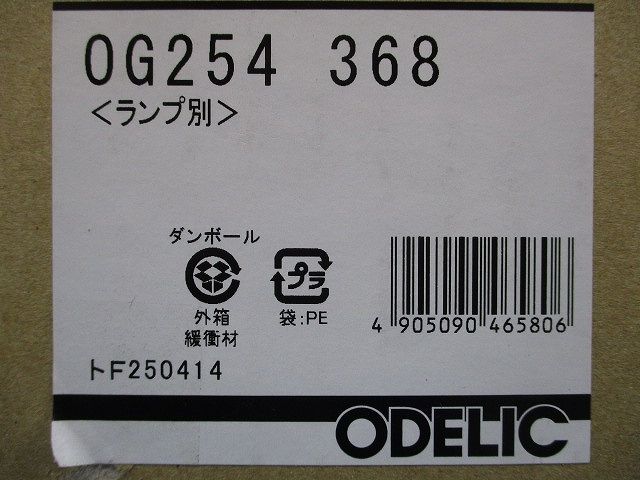 OG254 368
<ランプ別>
ダンボール
外箱
緩衝材
プラ
袋:PE
4 905090 465806
トF250414
ODELIC